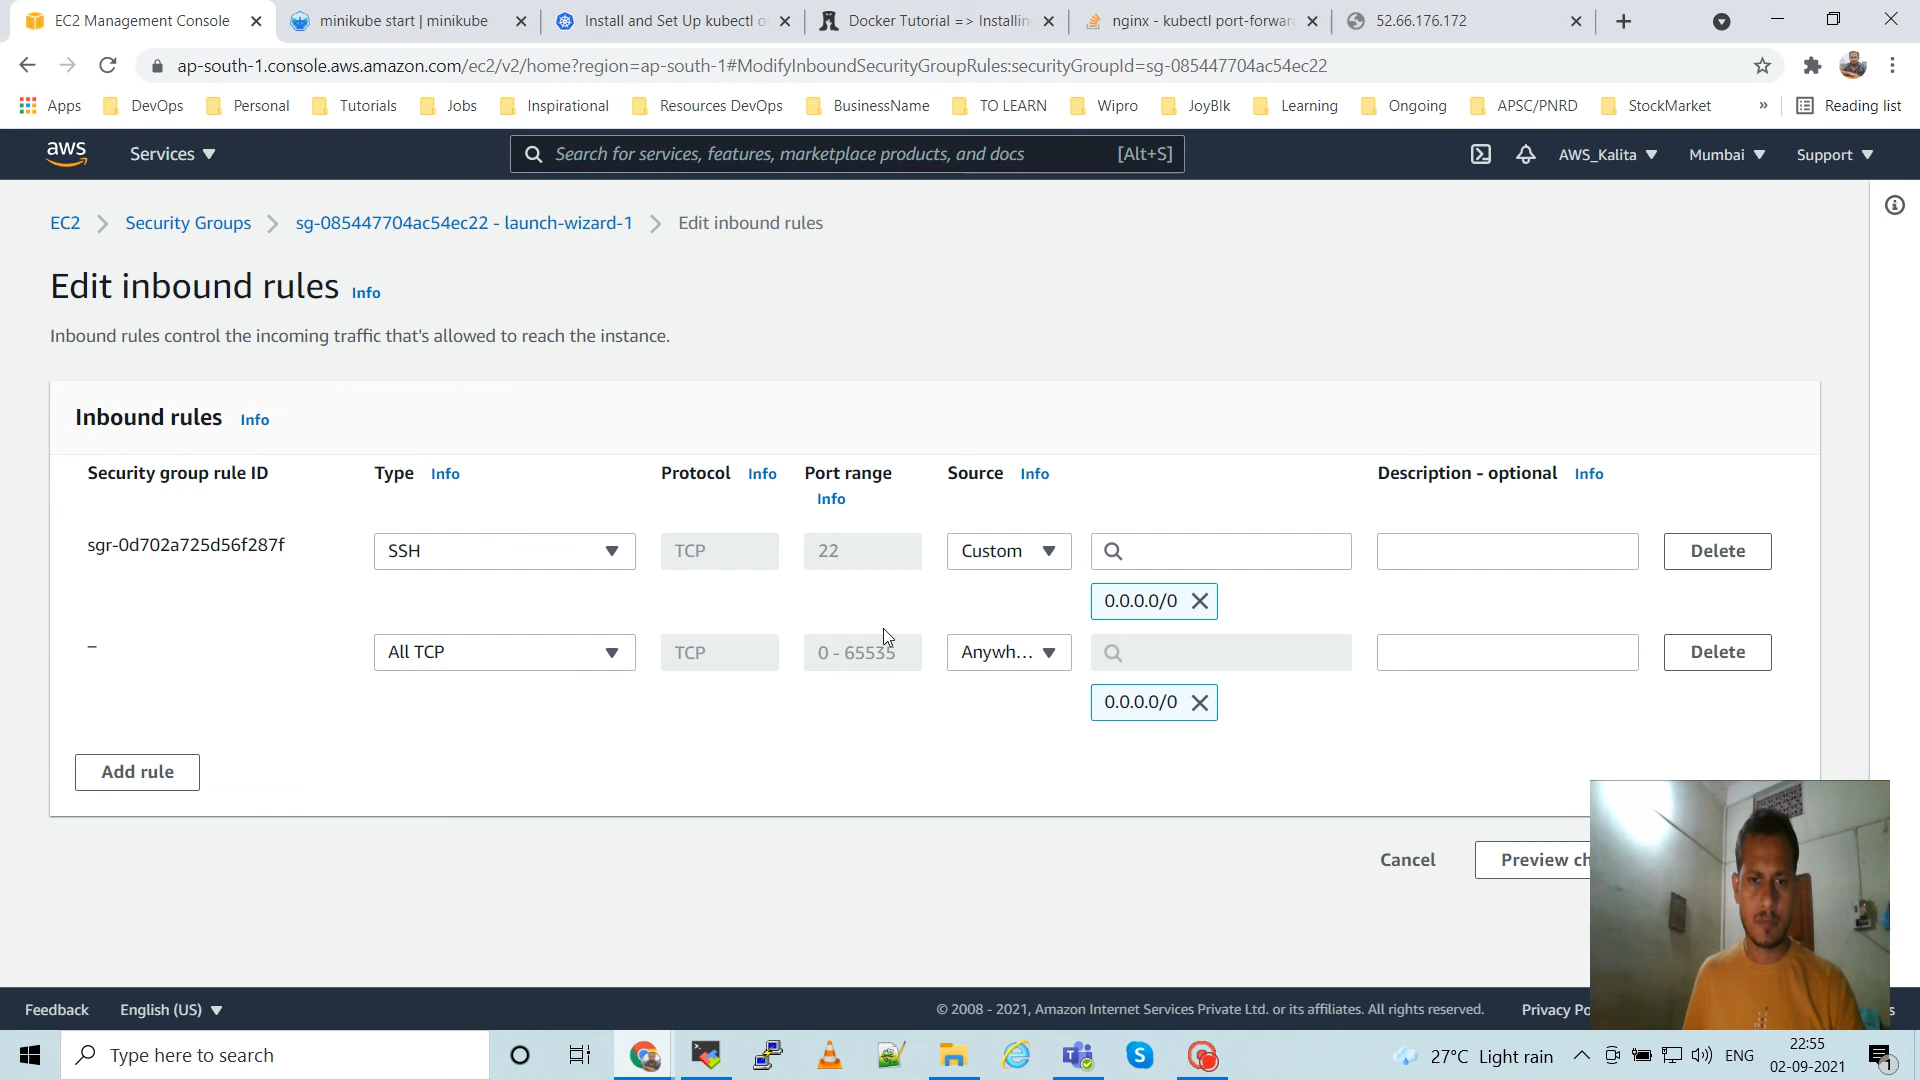 EC2 Management Console
minikube start | minikube
Install and Set Up kubectl o
Docker Tutorial => Installin
nginx - kubectl port-forwar
52.66.176.172
ap-south-1.console.aws.amazon.com/ec2/v2/home?region=ap-south-1#ModifyInboundSecurityGroupRules:securityGroupId=sg-085447704ac54ec22
Apps DevOps Personal Tutorials Jobs Inspirational Resources DevOps BusinessName TO LEARN Wipro JoyBlk Learning Ongoing APSC/PNRD StockMarket » Reading list
aws Services Search for services, features, marketplace products, and docs [Alt+S] AWS_Kalita Mumbai Support
EC2 > Security Groups > sg-085447704ac54ec22 - launch-wizard-1 > Edit inbound rules
Edit inbound rules Info
Inbound rules control the incoming traffic that's allowed to reach the instance.
Inbound rules Info
Security group rule ID Type Info Protocol Info Port range Info Source Info Description - optional Info
sgr-0d702a725d56f287f SSH TCP 22 Custom Delete
0.0.0.0/0
– All TCP TCP 0 - 65535 Anywh... Delete
0.0.0.0/0
Add rule
Cancel Preview ch
Feedback English (US) © 2008 - 2021, Amazon Internet Services Private Ltd. or its affiliates. All rights reserved. Privacy Po s
Type here to search 27°C Light rain ENG 22:55
02-09-2021
1